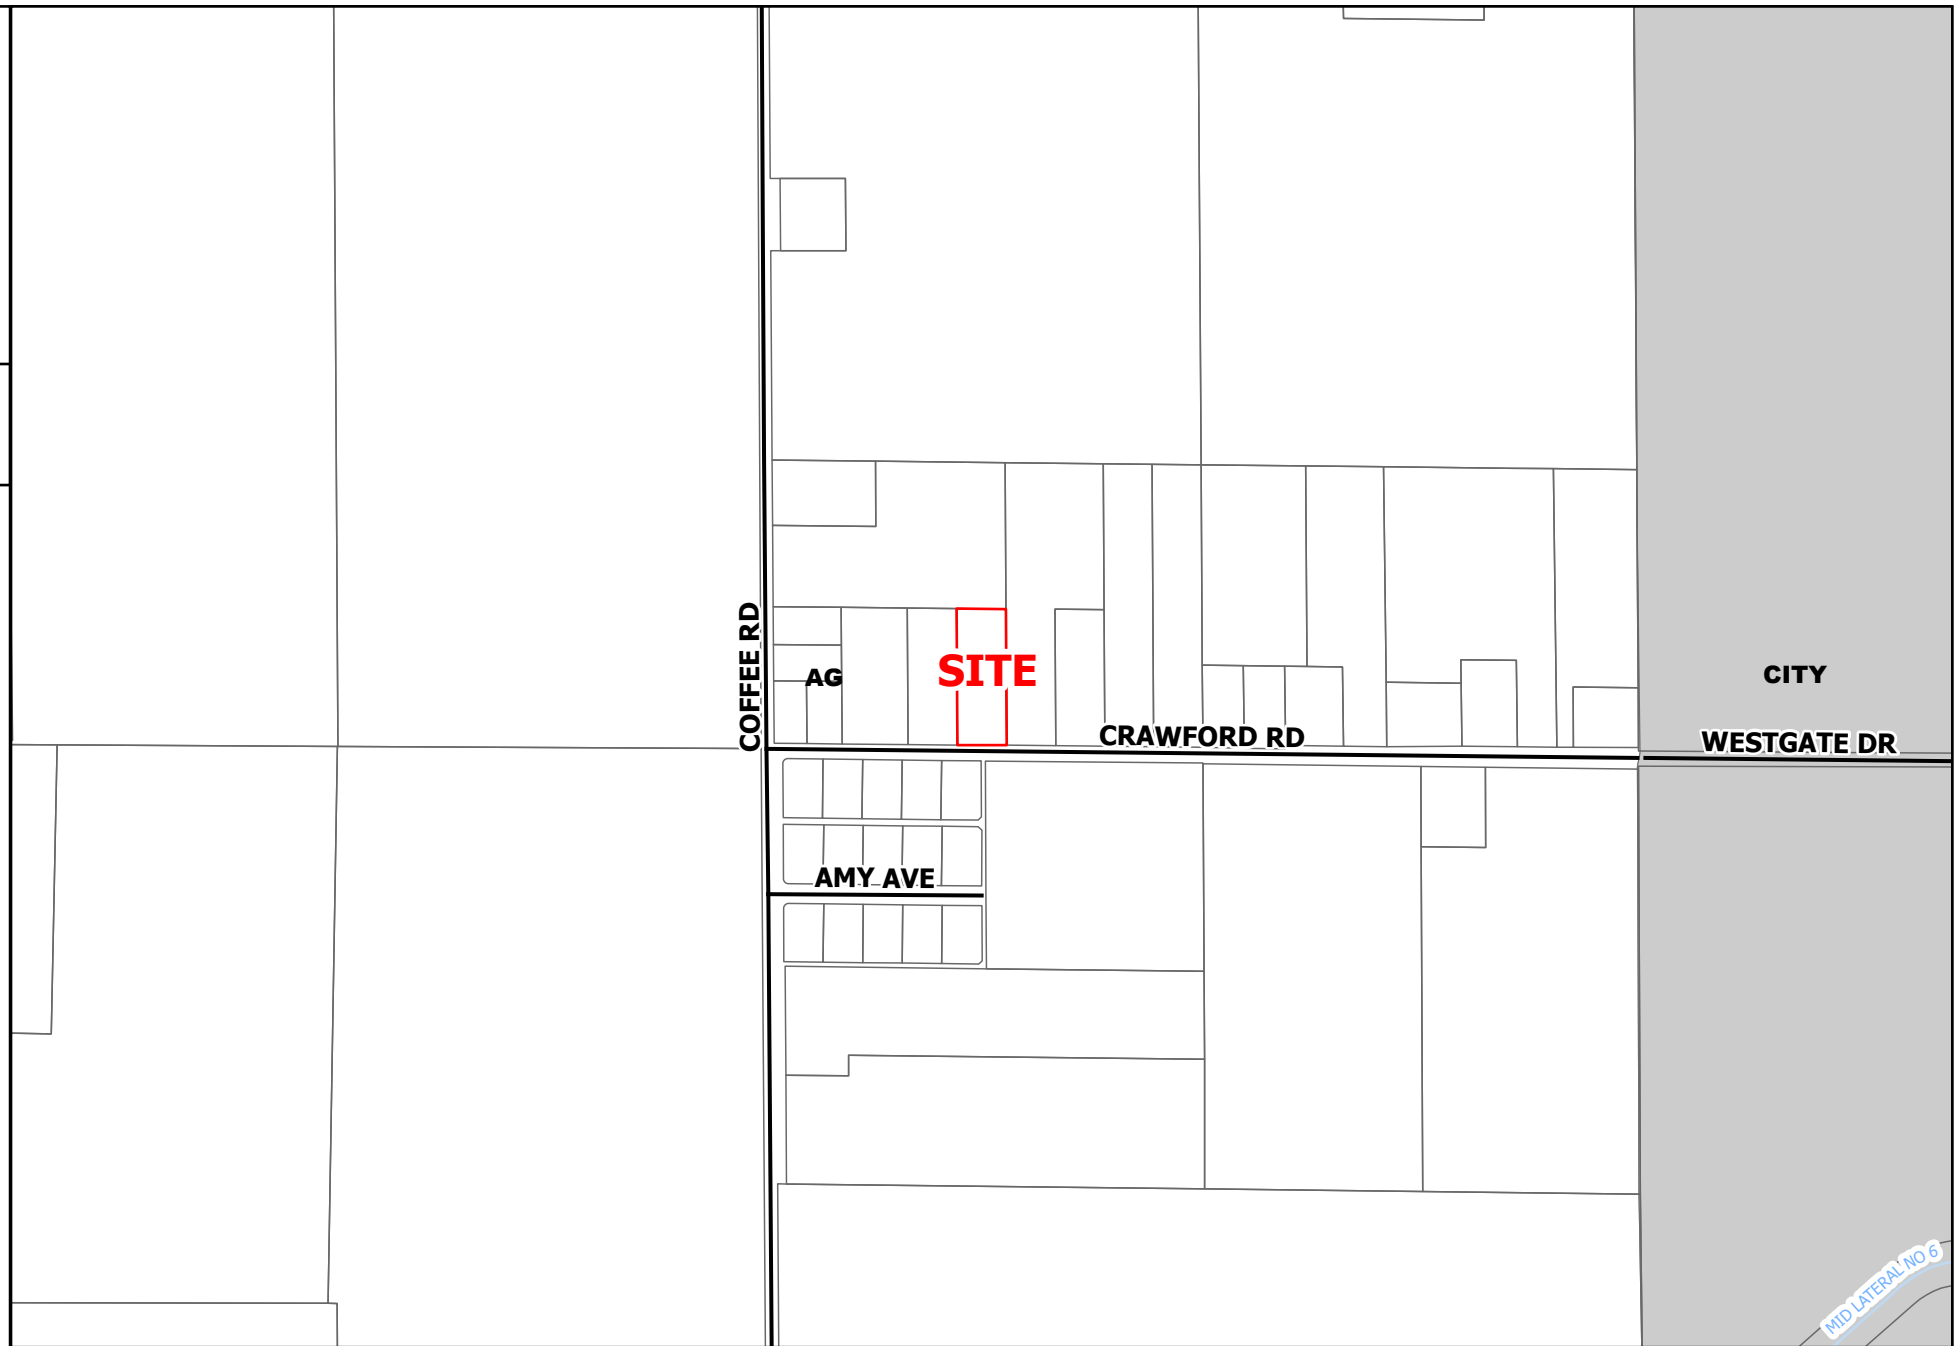 COFFEE RD
AG
SITE
CITY
CRAWFORD RD
WESTGATE DR
AMY AVE
MID LATERAL NO 6